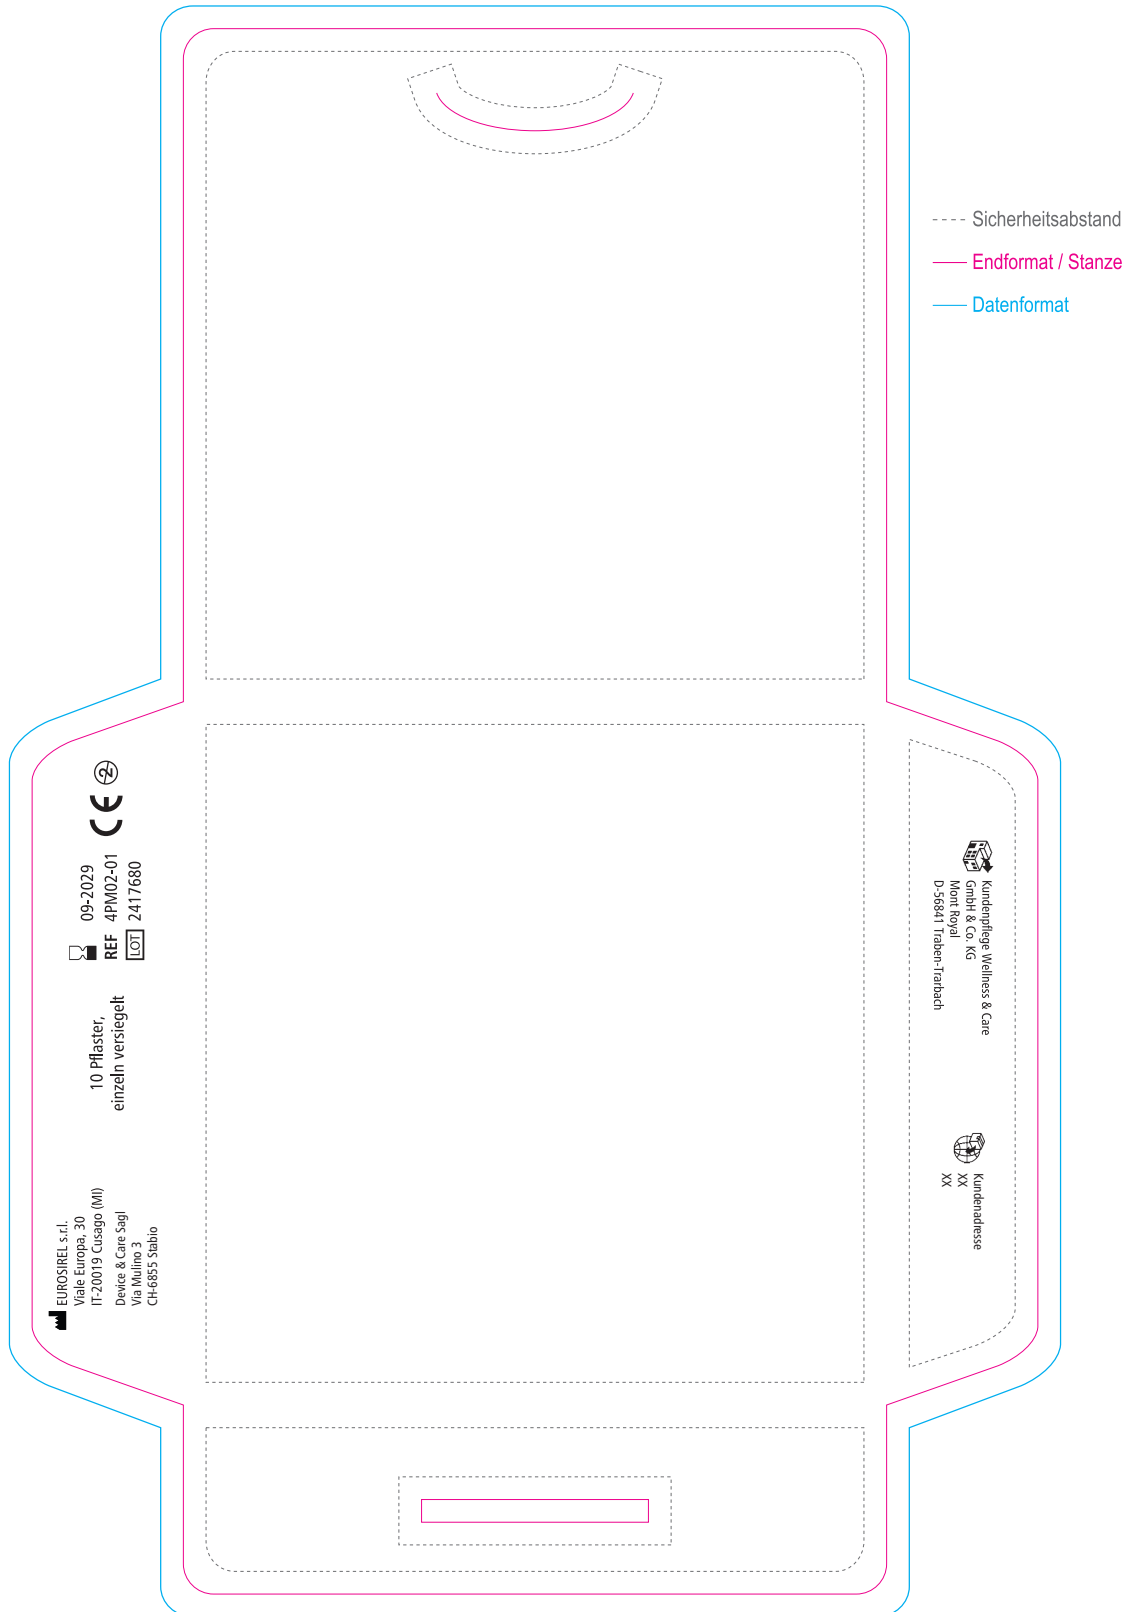 Sicherheitsabstand
Endformat / Stanze
Datenformat
2
CE
09-2029
REF 4PM02-01
LOT 2417680
10 Pflaster,
einzeln versiegelt
EUROSIREL s.r.l.
Viale Europa, 30
IT-20019 Cusago (MI)
Device & Care Sagl
Via Mulino 3
CH-6855 Stabio
Kundenpflege Wellness & Care
GmbH & Co. KG
Mont Royal
D-56841 Traben-Trarbach
Kundenadresse
XX
XX